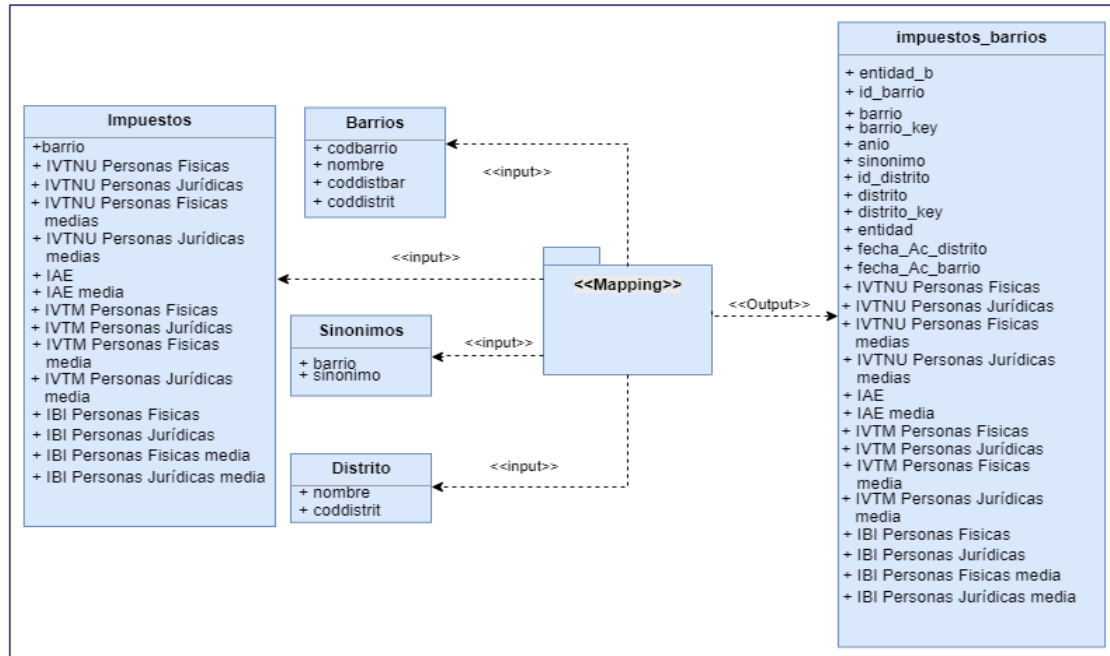 Impuestos
+barrio
+ IVTNU Personas Fisicas
+ IVTNU Personas Jurídicas
+ IVTNU Personas Fisicas
medias
+ IVTNU Personas Jurídicas
medias
+ IAE
+ IAE media
+ IVTM Personas Fisicas
+ IVTM Personas Jurídicas
+ IVTM Personas Fisicas
media
+ IVTM Personas Jurídicas
media
+ IBI Personas Fisicas
+ IBI Personas Jurídicas
+ IBI Personas Fisicas media
+ IBI Personas Jurídicas media
Barrios
+ codbarrio
+ nombre
+ coddistbar
+ coddistrit
<<input>>
<<input>>
Sinonimos
+ barrio
+ sinonimo
<<input>>
Distrito
+ nombre
+ coddistrit
<<input>>
<<Mapping>>
<<Output>>
impuestos_barrios
+ entidad_b
+ id_barrio
+ barrio
+ barrio_key
+ anio
+ sinonimo
+ id_distrito
+ distrito
+ distrito_key
+ entidad
+ fecha_Ac_distrito
+ fecha_Ac_barrio
+ IVTNU Personas Fisicas
+ IVTNU Personas Jurídicas
+ IVTNU Personas Fisicas
medias
+ IVTNU Personas Jurídicas
medias
+ IAE
+ IAE media
+ IVTM Personas Fisicas
+ IVTM Personas Jurídicas
+ IVTM Personas Fisicas
media
+ IVTM Personas Jurídicas
media
+ IBI Personas Fisicas
+ IBI Personas Jurídicas
+ IBI Personas Fisicas media
+ IBI Personas Jurídicas media